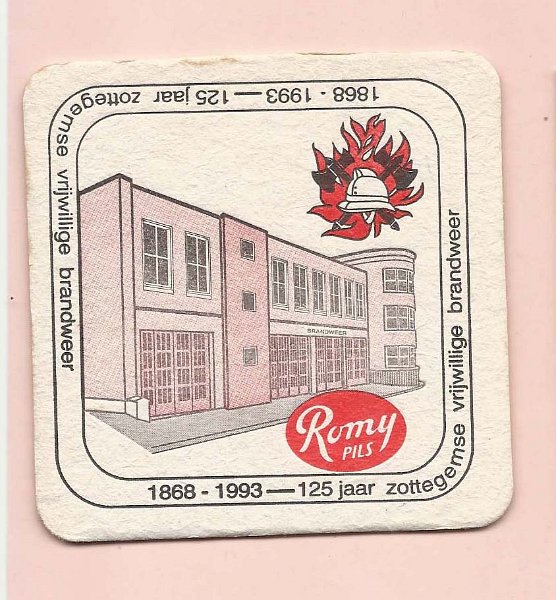 1868 - 1993 — 125 jaar zottegemse vrijwillige brandweer
BRANDWEER
Romy
PILS
1868 - 1993 — 125 jaar zottegemse vrijwillige brandweer